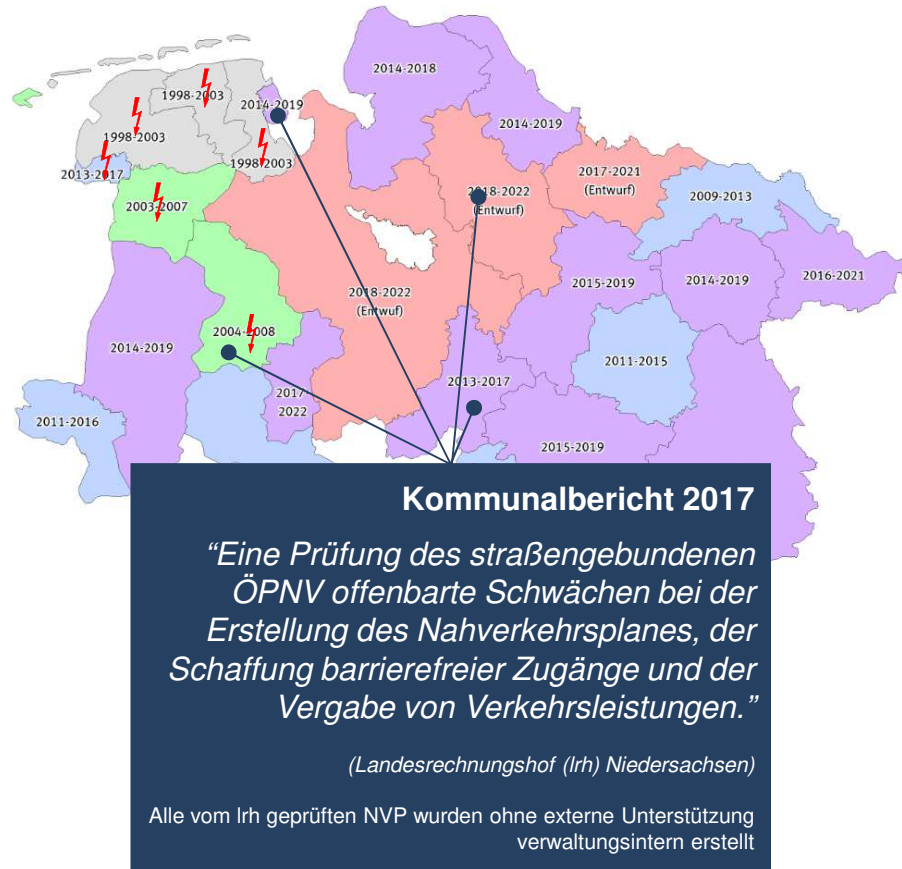 2014-2018
1998-2003
2014-2019
1998-2003
2014-2019
1998-2003
2013-2017
2017-2021
(Entwurf)
2018-2022
(Entwurf)
2009-2013
2003-2007
2015-2019
2014-2019
2016-2021
2018-2022
(Entwuf)
2004-2008
2014-2019
2011-2015
2013-2017
2017
2022
2011-2016
2015-2019
Kommunalbericht 2017
“Eine Prüfung des straßengebundenen
ÖPNV offenbarte Schwächen bei der
Erstellung des Nahverkehrsplanes, der
Schaffung barrierefreier Zugänge und der
Vergabe von Verkehrsleistungen.”
(Landesrechnungshof (lrh) Niedersachsen)
Alle vom lrh geprüften NVP wurden ohne externe Unterstützung
verwaltungsintern erstellt